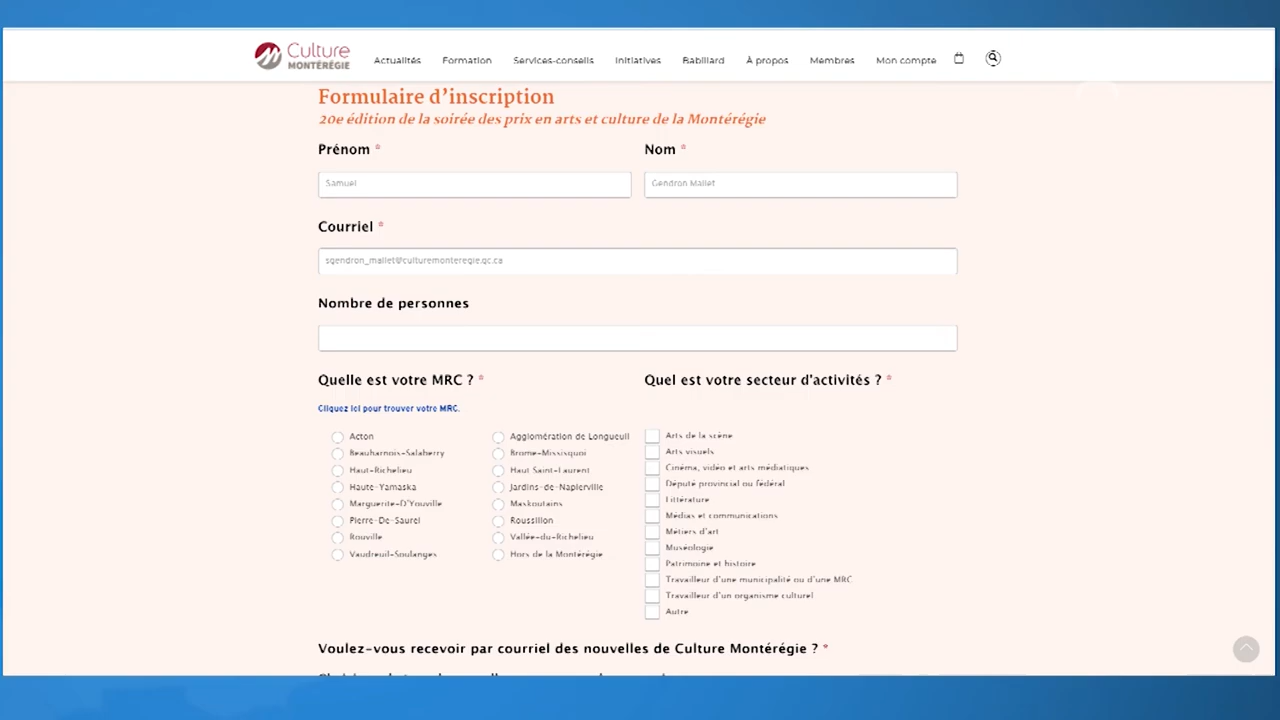 Culture
MONTÉRÉGIE
Actualités Formation Services-conseils Initiatives Babillard À propos Membres Mon compte
Formulaire d'inscription
20e édition de la soirée des prix en arts et culture de la Montérégie
Prénom * Nom *
Samuel Gendron Mallet
Courriel *
sgendron_mallet@culturemonteregie.qc.ca
Nombre de personnes
Quelle est votre MRC ? * Quel est votre secteur d'activités ? *
Cliquez ici pour trouver votre MRC.
Acton Agglomération de Longueuil Arts de la scène
Beauharnois-Salaberry Brome-Missisquoi Arts visuels
Haut-Richelieu Haut Saint-Laurent Cinéma, vidéo et arts médiatiques
Haute-Yamaska Jardins-de-Napierville Député provincial ou fédéral
Marguerite-D'Youville Maskoutains Littérature
Pierre-De-Saurel Roussillon Médias et communications
Rouville Vallée-du-Richelieu Métiers d'art
Vaudreuil-Soulanges Hors de la Montérégie Muséologie
Patrimoine et histoire
Travailleur d'une municipalité ou d'une MRC
Travailleur d'un organisme culturel
Autre
Voulez-vous recevoir par courriel des nouvelles de Culture Montérégie ? *